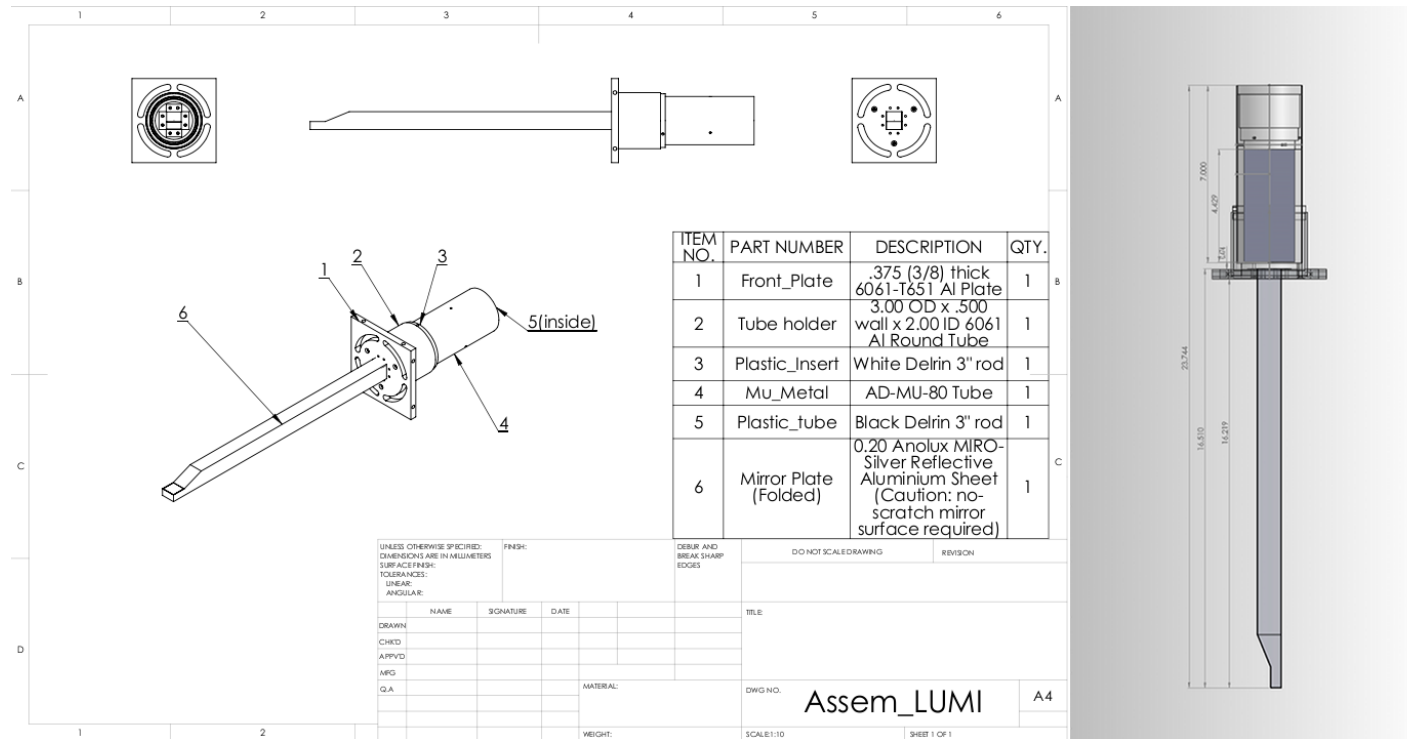 1 2 3 4 5 6
A A
B B
C C
D
1 2
1
2
3
4
5(inside)
6
ITEM NO. PART NUMBER DESCRIPTION QTY.
1 Front_Plate .375 (3/8) thick 6061-T651 Al Plate 1
2 Tube holder 3.00 OD x .500 wall x 2.00 ID 6061 Al Round Tube 1
3 Plastic_Insert White Delrin 3" rod 1
4 Mu_Metal AD-MU-80 Tube 1
5 Plastic_tube Black Delrin 3" rod 1
6 Mirror Plate (Folded) 0.20 Anolux MIRO-Silver Reflective Aluminium Sheet (Caution: no-scratch mirror surface required) 1
UNLESS OTHERWISE SPECIFIED:
DIMENSIONS ARE IN MILLIMETERS
SURFACE FINISH:
TOLERANCES:
LINEAR:
ANGULAR:
FINISH:
DEBUR AND
BREAK SHARP
EDGES
DO NOT SCALE DRAWING
REVISION
NAME SIGNATURE DATE
DRAWN
CHK'D
APPV'D
MFG
Q.A
MATERIAL:
WEIGHT:
TITLE:
DWG NO.
Assem_LUMI
A4
SCALE:1:10
SHEET 1 OF 1
7.000
4.429
23.744
16.510
16.219